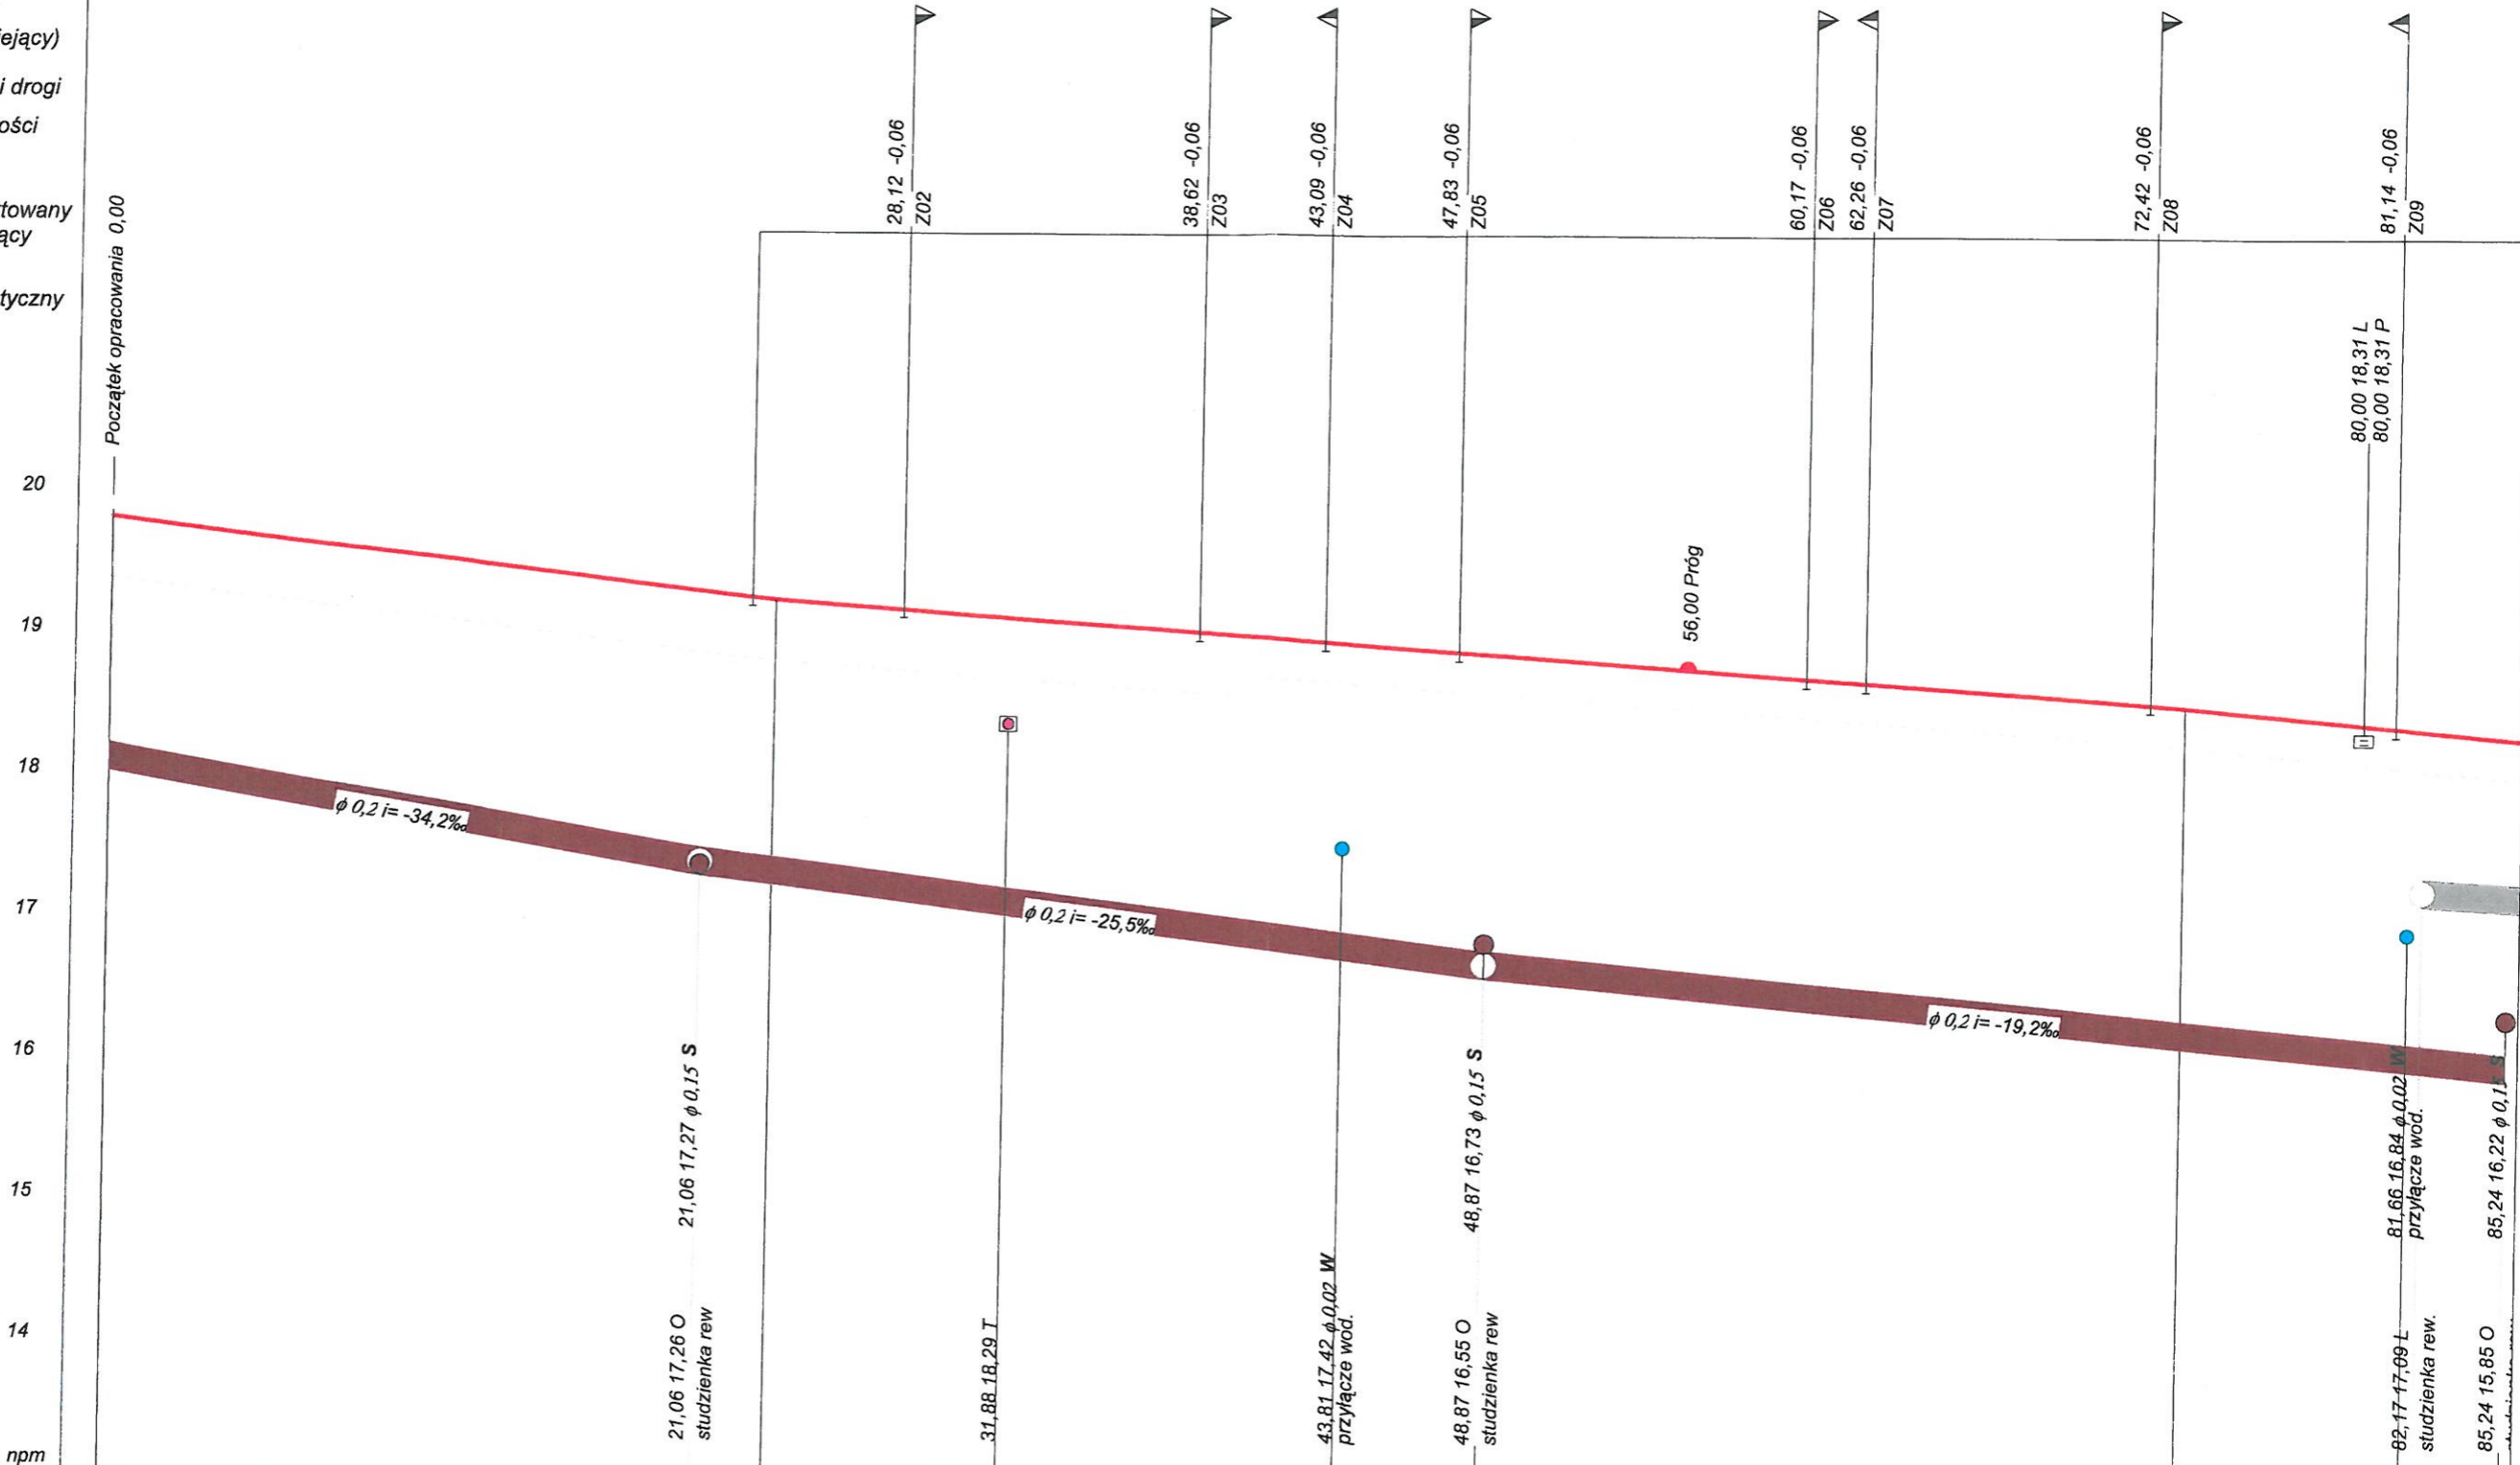 ejący)
i drogi
ości
towany
ący
tyczny
20
19
18
17
16
15
14
npm
Początek opracowania 0,00
28,12 -0,06
Z02
38,62 -0,06
Z03
43,09 -0,06
Z04
47,83 -0,06
Z05
60,17 -0,06
Z06
62,26 -0,06
Z07
72,42 -0,06
Z08
81,14 -0,06
Z09
80,00 18,31 L
80,00 18,31 P
56,00 Próg
ϕ 0,2 i= -34,2‰
ϕ 0,2 i= -25,5‰
ϕ 0,2 i= -19,2‰
21,06 17,27 ϕ 0,15 S
21,06 17,26 O
studzienka rew
31,88 18,29 T
43,81 17,42 ϕ 0,02 W
przyłącze wod.
48,87 16,73 ϕ 0,15 S
48,87 16,55 O
studzienka rew
81,66 16,84 ϕ 0,02 W
przyłącze wod.
82,17 17,09 L
studzienka rew.
85,24 16,22 ϕ 0,15 S
85,24 15,85 O